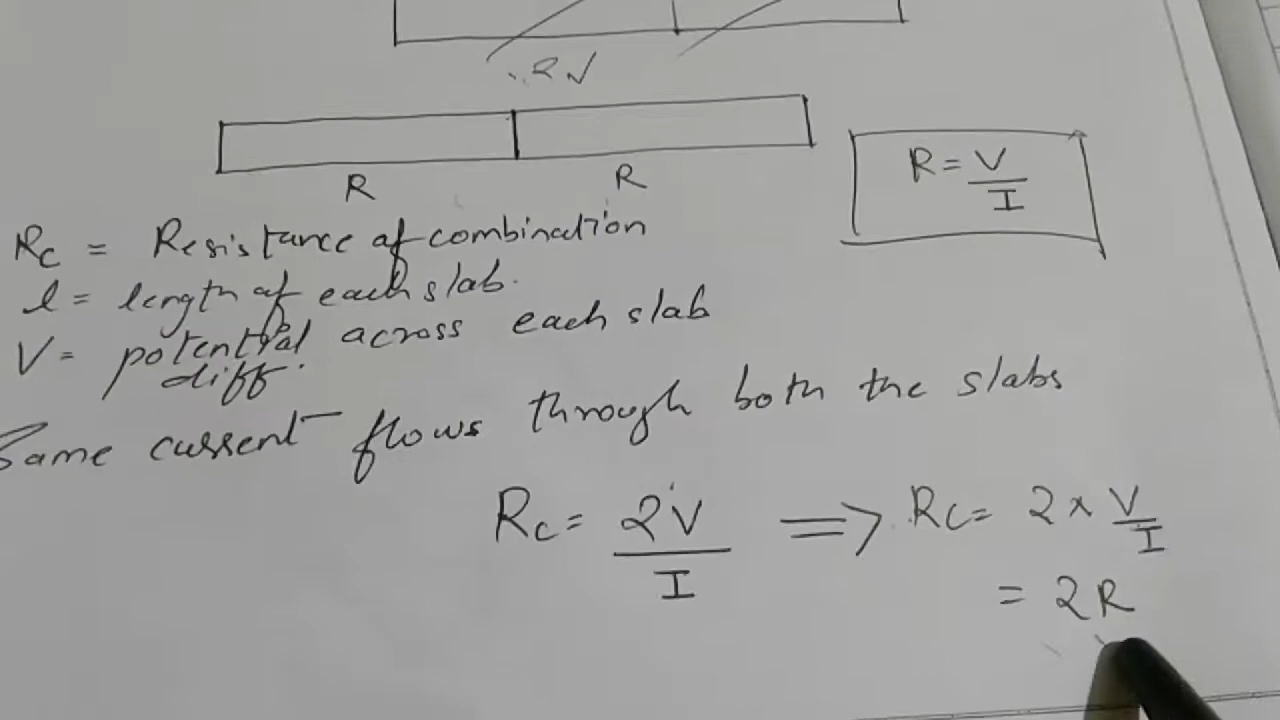 2V
R R
R = V/I
Rc = Resistance of combination
l = length of each slab.
V = potential diff. across each slab
Same current flows through both the slabs
Rc = 2V/I ⟹ Rc = 2 × V/I
= 2R